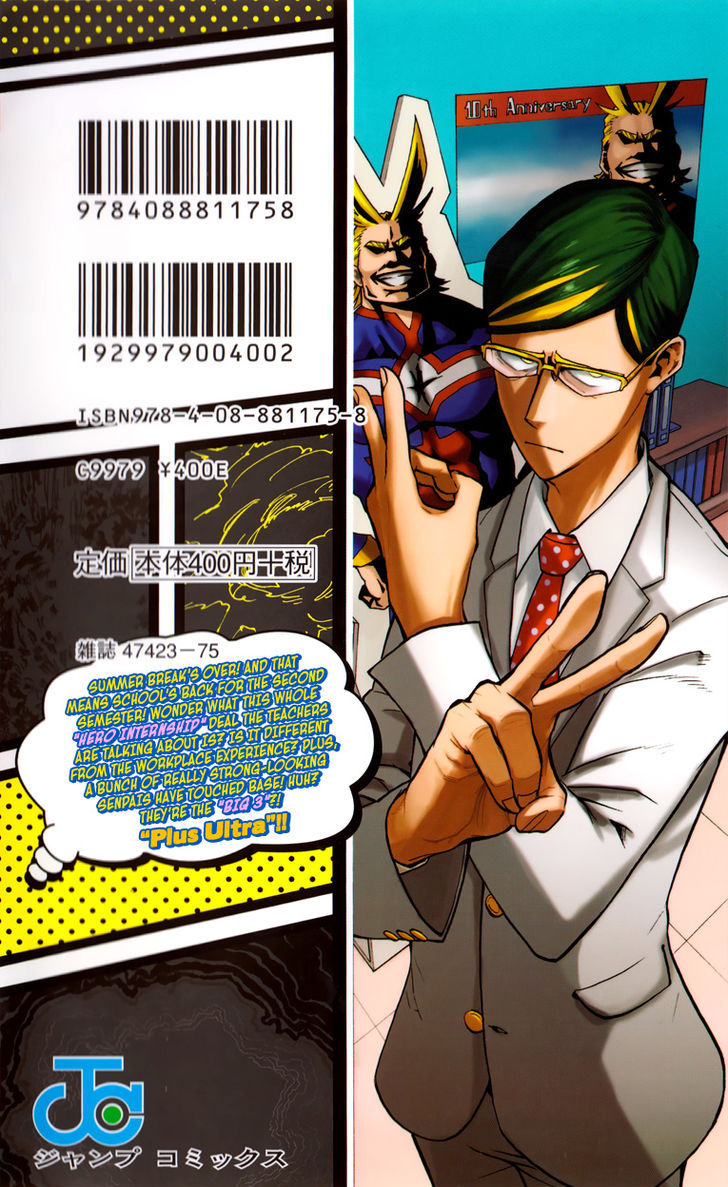 9784088811758
1929979004002
ISBN978-4-08-881175-8
C9979 ¥400E
定価 本体400円+税
雑誌 47423-75
SUMMER BREAK'S OVER! AND THAT
MEANS SCHOOL'S BACK FOR THE SECOND
SEMESTER! WONDER WHAT THIS WHOLE
"HERO INTERNSHIP" DEAL THE TEACHERS
ARE TALKING ABOUT IS? IS IT DIFFERENT
FROM THE WORKPLACE EXPERIENCE? PLUS,
A BUNCH OF REALLY STRONG-LOOKING
SENPAIS HAVE TOUCHED BASE! HUH?
THEY'RE THE "BIG 3"?!
"Plus Ultra"!!
JC
ジャンプ コミックス
10th Anniversary